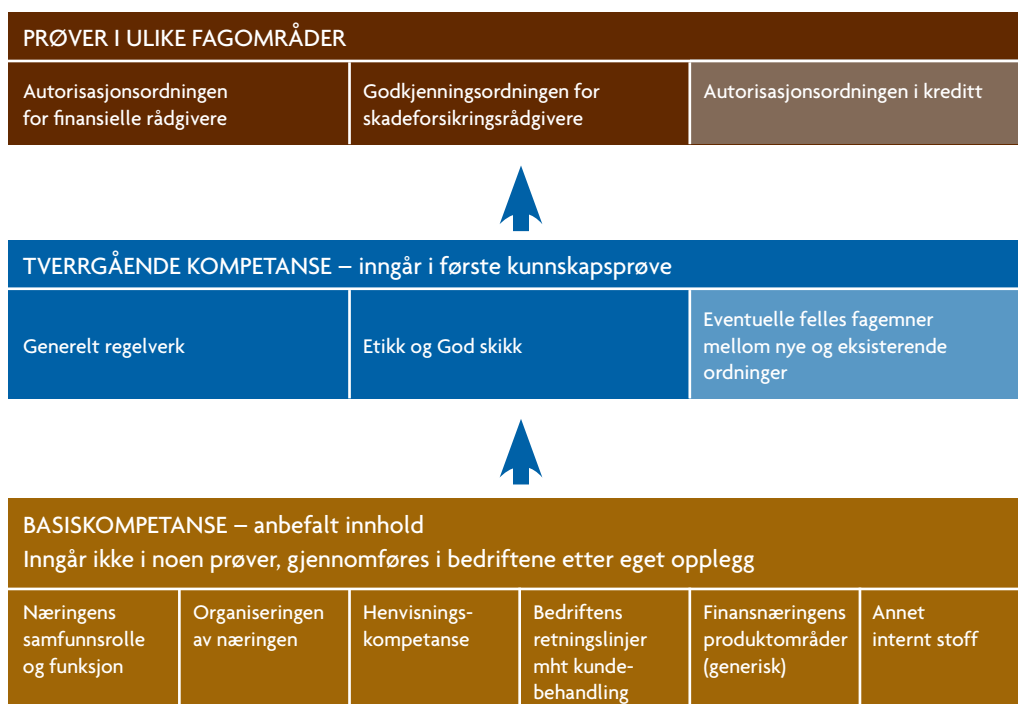 PRØVER I ULIKE FAGOMRÅDER
Autorisasjonsordningen
for finansielle rådgivere
Godkjenningsordningen for
skadeforsikringsrådgivere
Autorisasjonsordningen i kreditt
TVERRGÅENDE KOMPETANSE – inngår i første kunnskapsprøve
Generelt regelverk
Etikk og God skikk
Eventuelle felles fagemner
mellom nye og eksisterende
ordninger
BASISKOMPETANSE – anbefalt innhold
Inngår ikke i noen prøver, gjennomføres i bedriftene etter eget opplegg
Næringens
samfunnsrolle
og funksjon
Organiseringen
av næringen
Henvisnings-
kompetanse
Bedriftens
retningslinjer
mht kunde-
behandling
Finansnæringens
produktområder
(generisk)
Annet
internt stoff